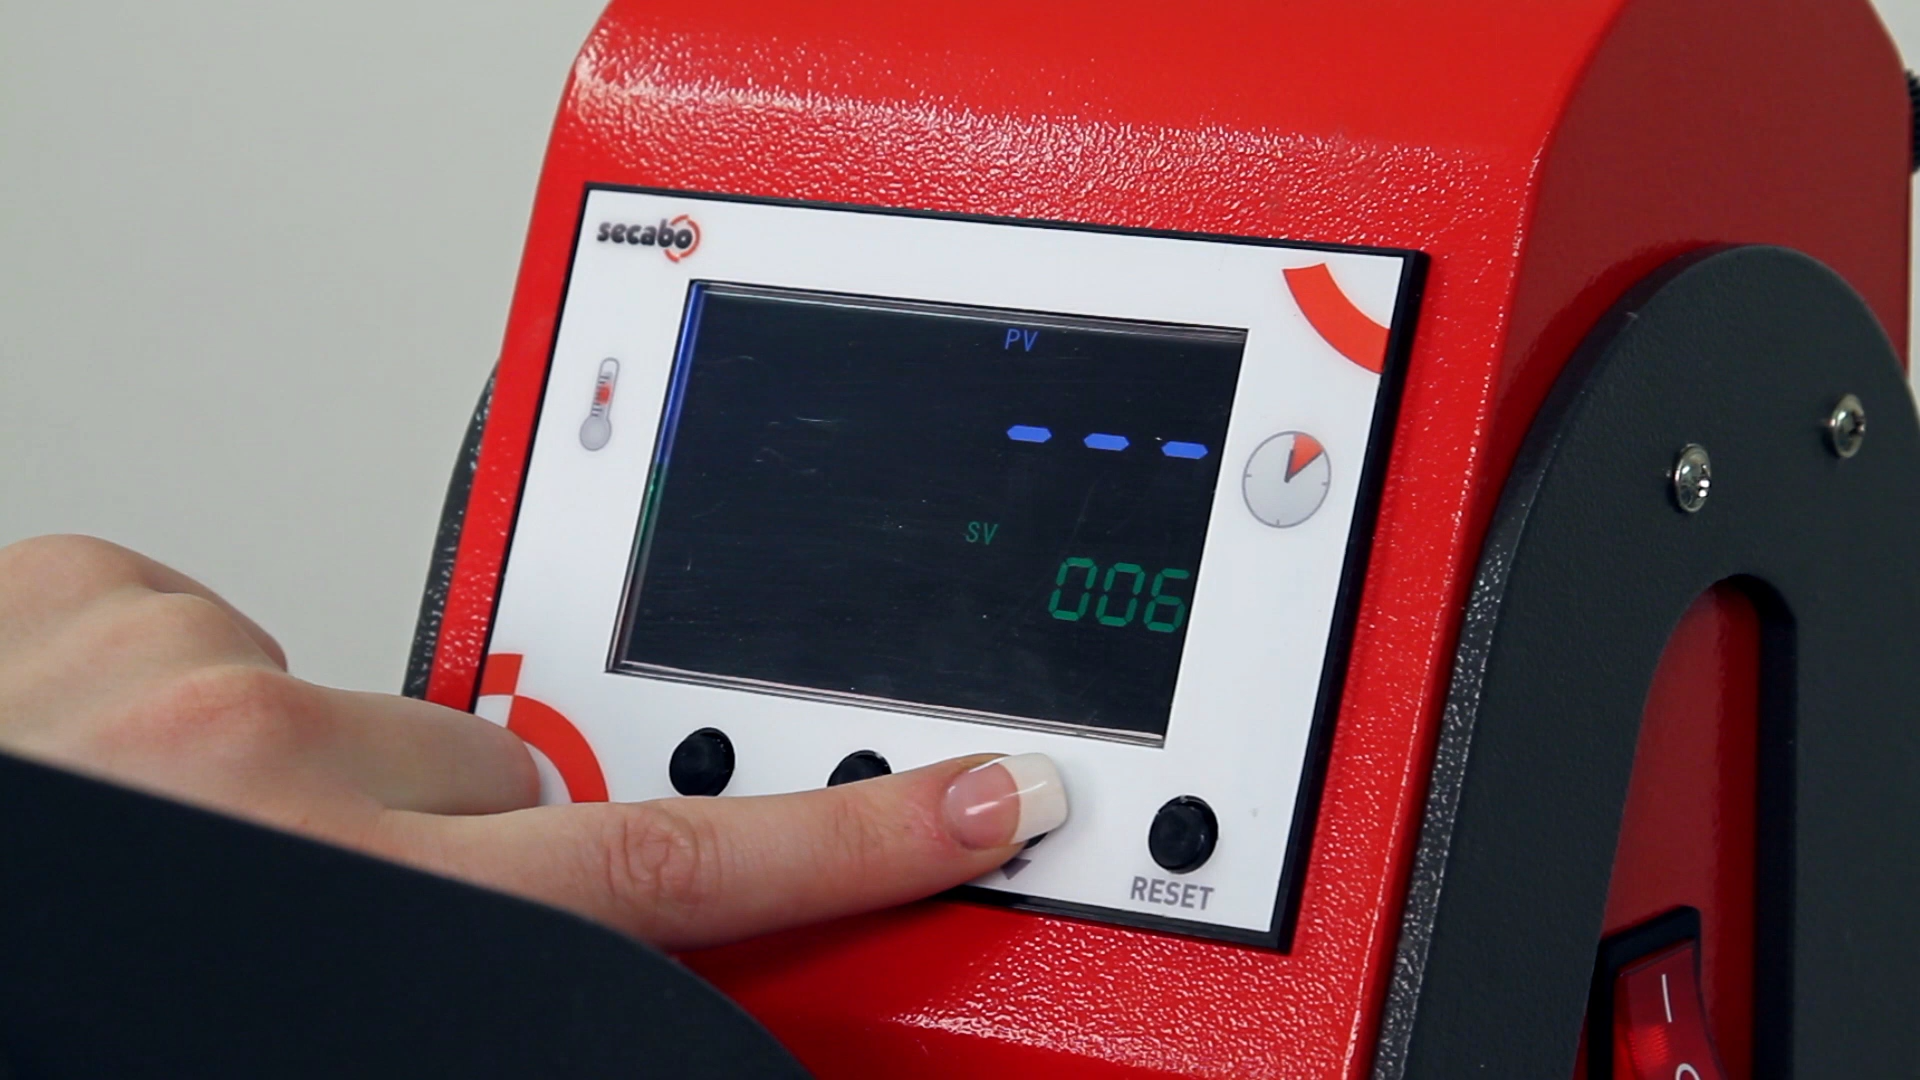 secabo
PV
- - -
SV
006
RESET